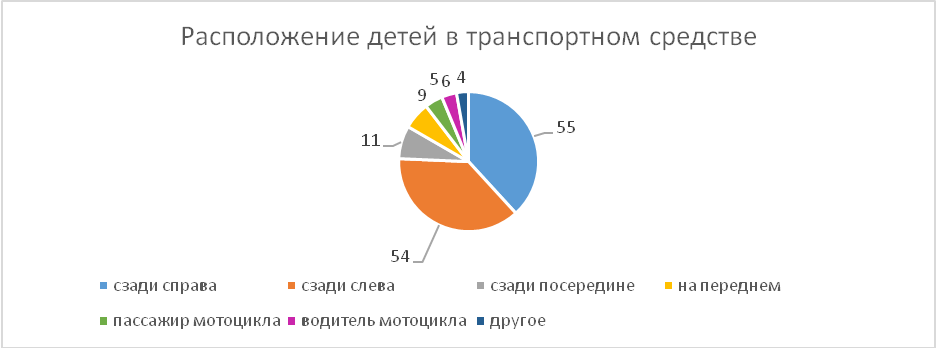 Расположение детей в транспортном средстве
5 6 4
9
55
11
54
сзади справа сзади слева сзади посередине на переднем
пассажир мотоцикла водитель мотоцикла другое